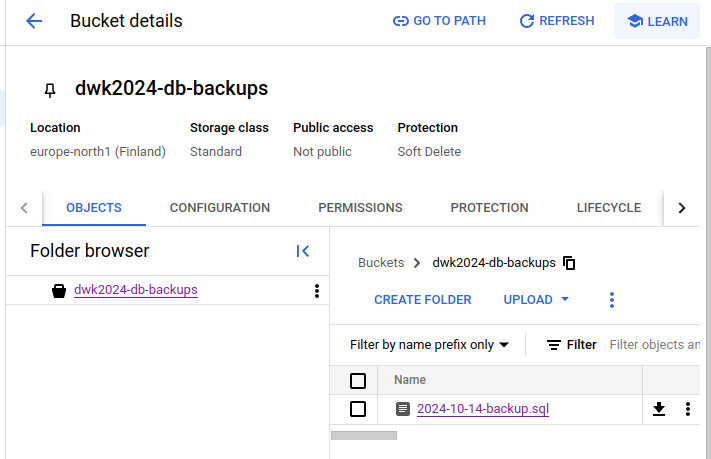 Bucket details
GO TO PATH
REFRESH
LEARN
dwk2024-db-backups
Location
Storage class
Public access
Protection
europe-north1 (Finland)
Standard
Not public
Soft Delete
OBJECTS
CONFIGURATION
PERMISSIONS
PROTECTION
LIFECYCLE
Folder browser
dwk2024-db-backups
Buckets
dwk2024-db-backups
CREATE FOLDER
UPLOAD
Filter by name prefix only
Filter
Filter objects an
Name
2024-10-14-backup.sql